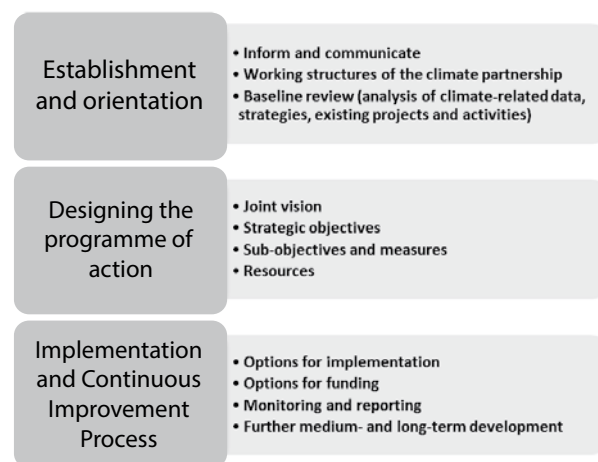 Establishment
and orientation
• Inform and communicate
• Working structures of the climate partnership
• Baseline review (analysis of climate-related data,
strategies, existing projects and activities)
Designing the
programme of
action
• Joint vision
• Strategic objectives
• Sub-objectives and measures
• Resources
Implementation
and Continuous
Improvement
Process
• Options for implementation
• Options for funding
• Monitoring and reporting
• Further medium- and long-term development